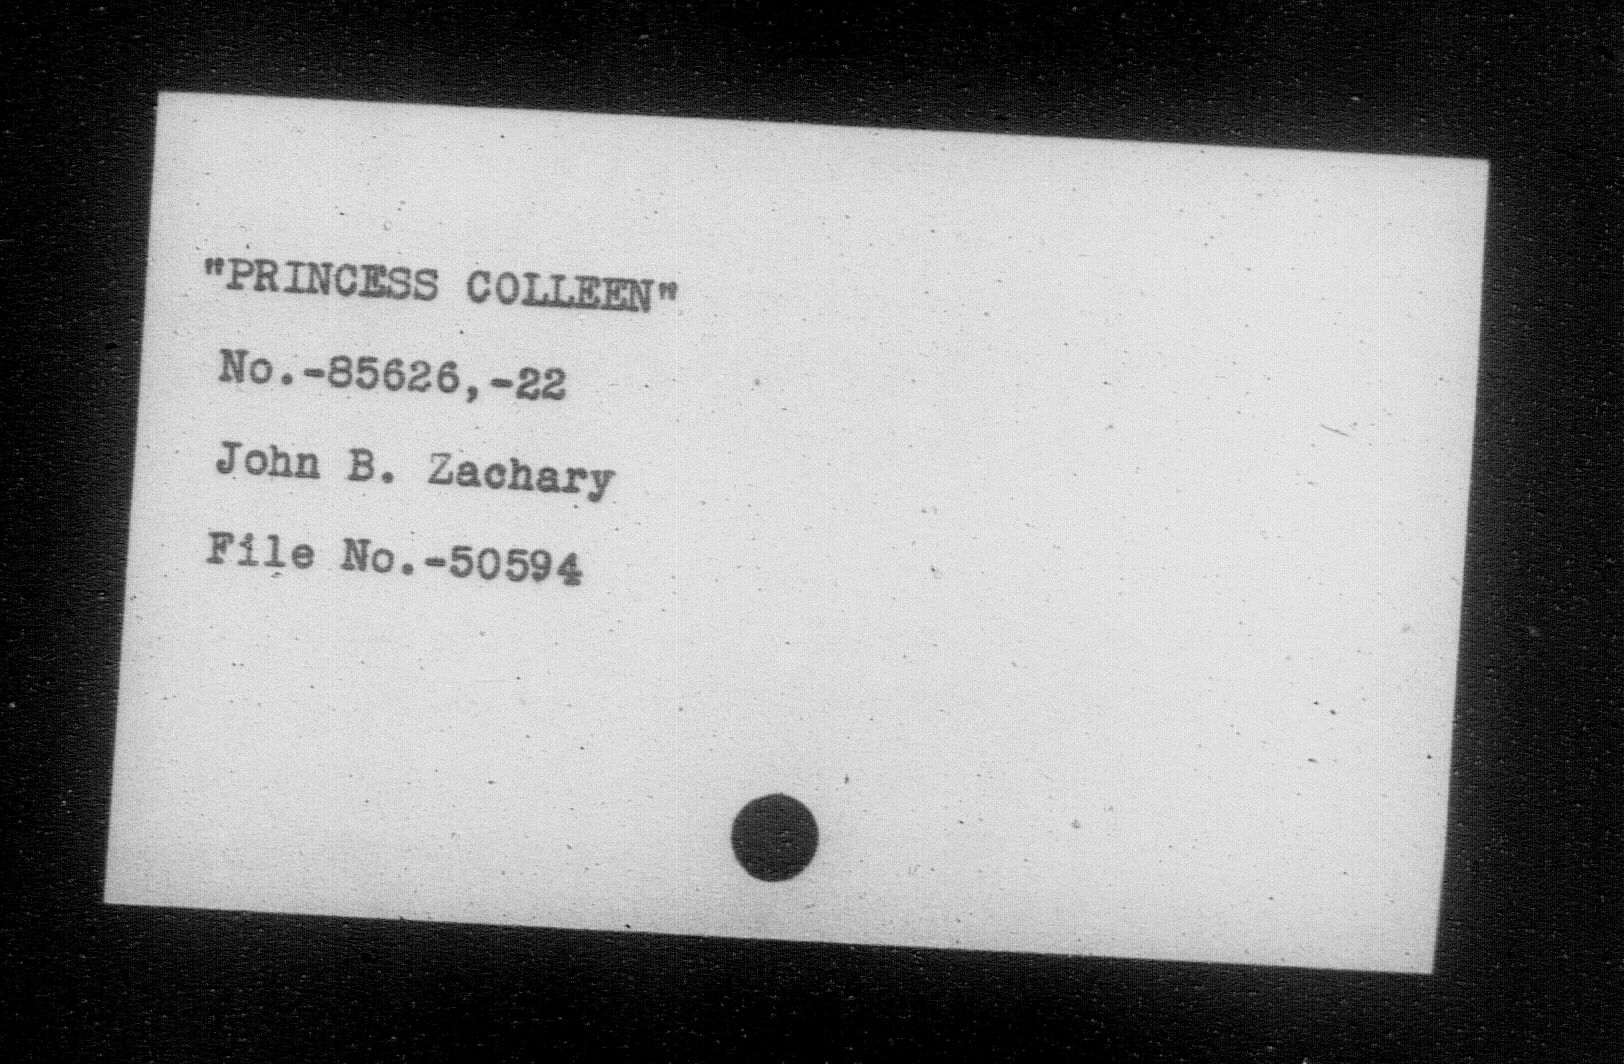 "PRINCESS COLLEEN"
No.-85626,-22
John B. Zachary
File No.-50594